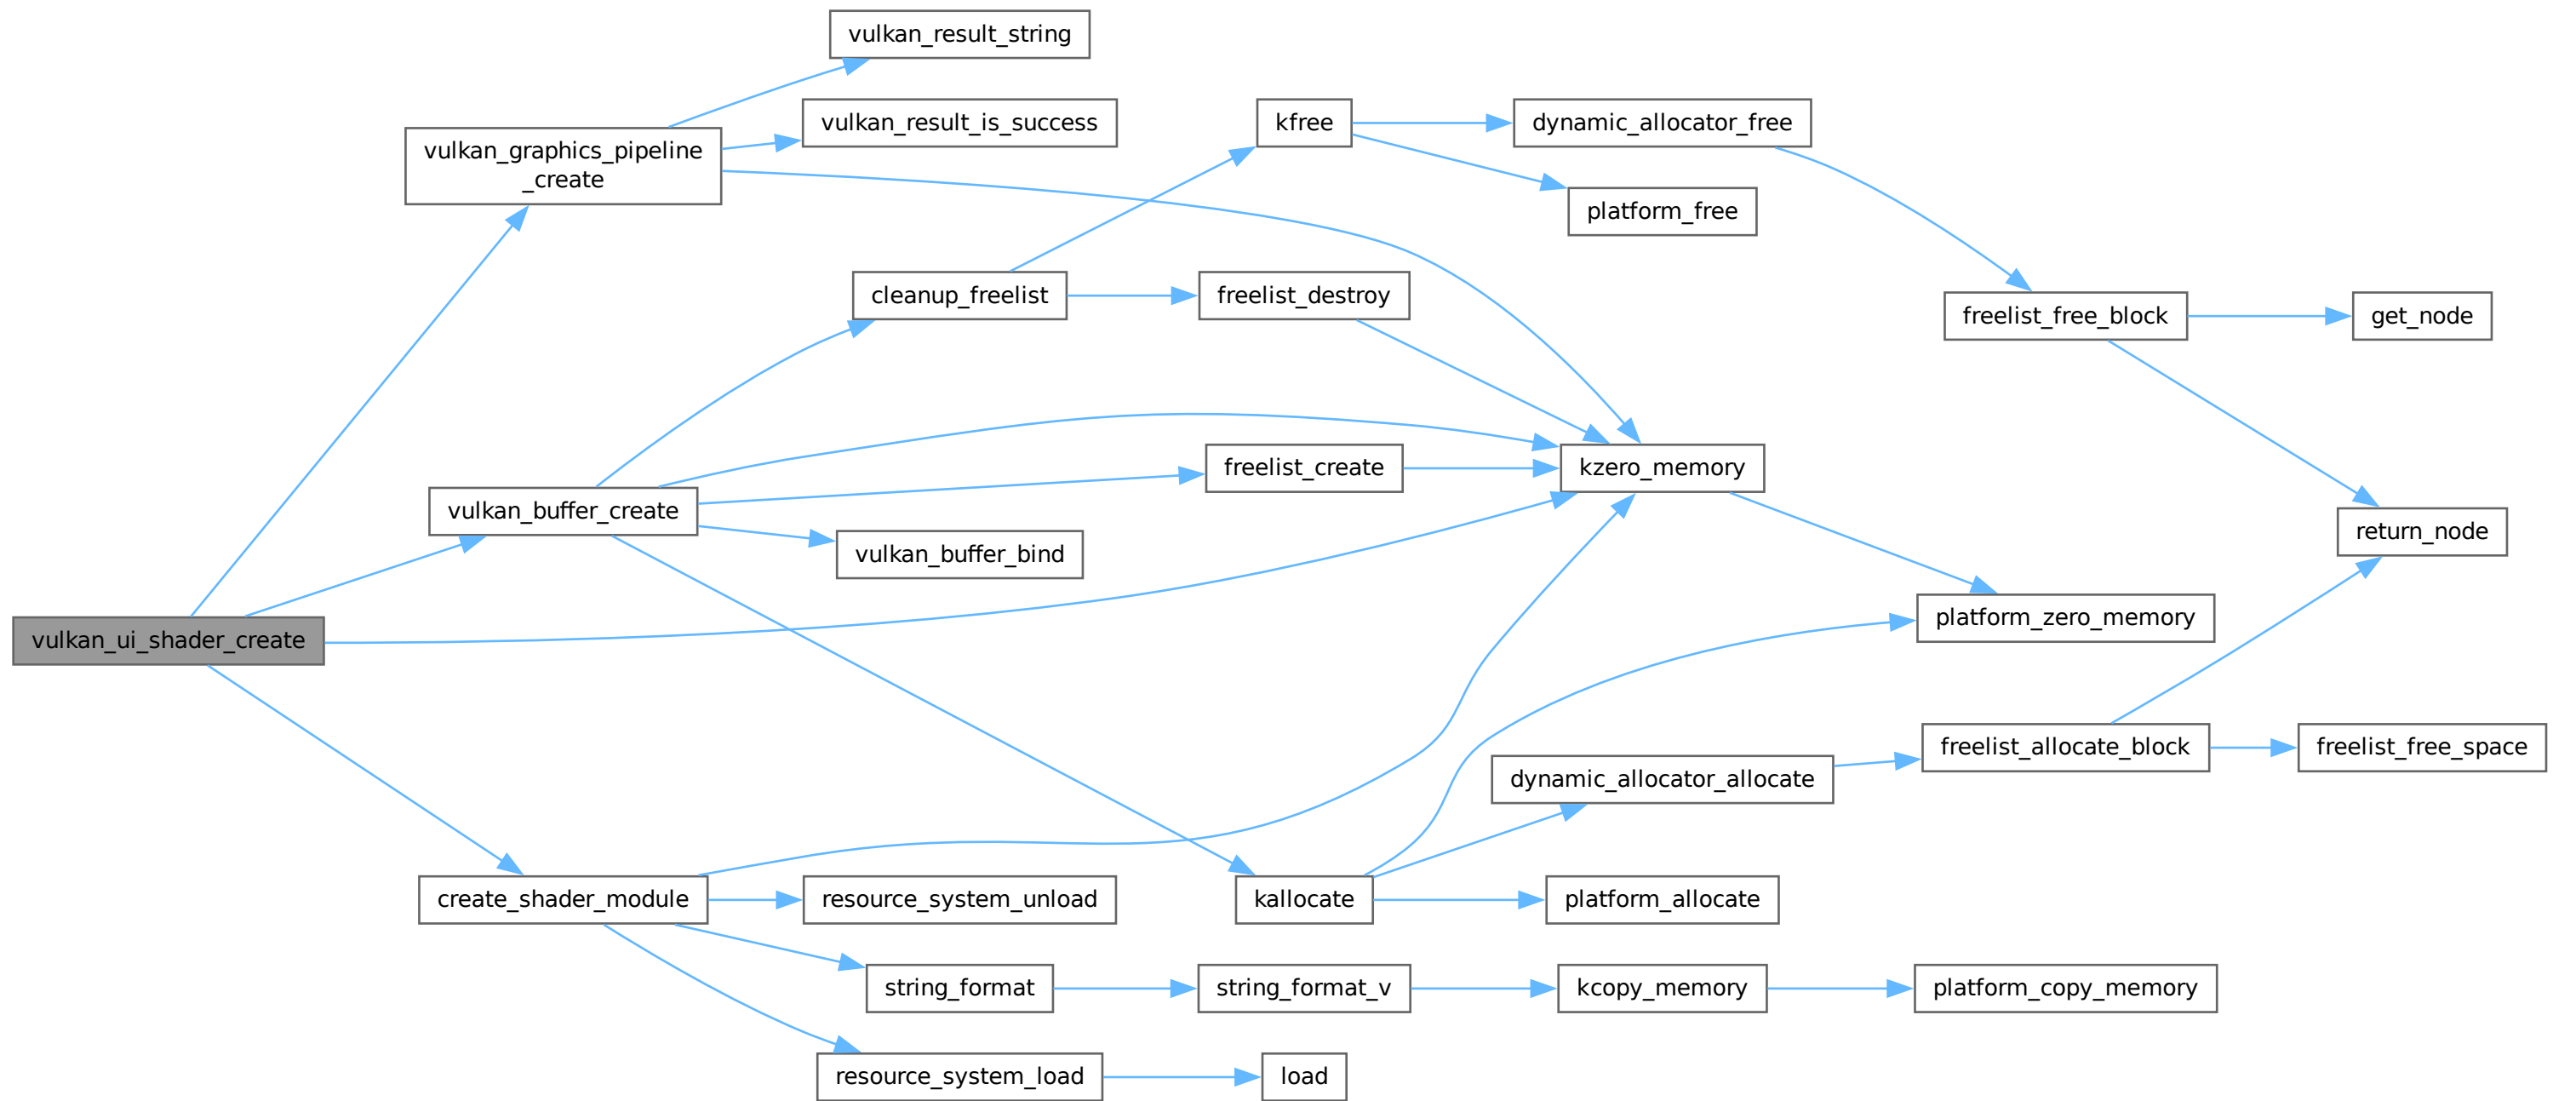 vulkan_result_string
vulkan_result_is_success
vulkan_graphics_pipeline
_create
kfree
dynamic_allocator_free
platform_free
cleanup_freelist
freelist_destroy
freelist_free_block
get_node
freelist_create
kzero_memory
vulkan_buffer_create
vulkan_buffer_bind
return_node
vulkan_ui_shader_create
platform_zero_memory
freelist_allocate_block
freelist_free_space
dynamic_allocator_allocate
create_shader_module
resource_system_unload
kallocate
platform_allocate
string_format
string_format_v
kcopy_memory
platform_copy_memory
resource_system_load
load